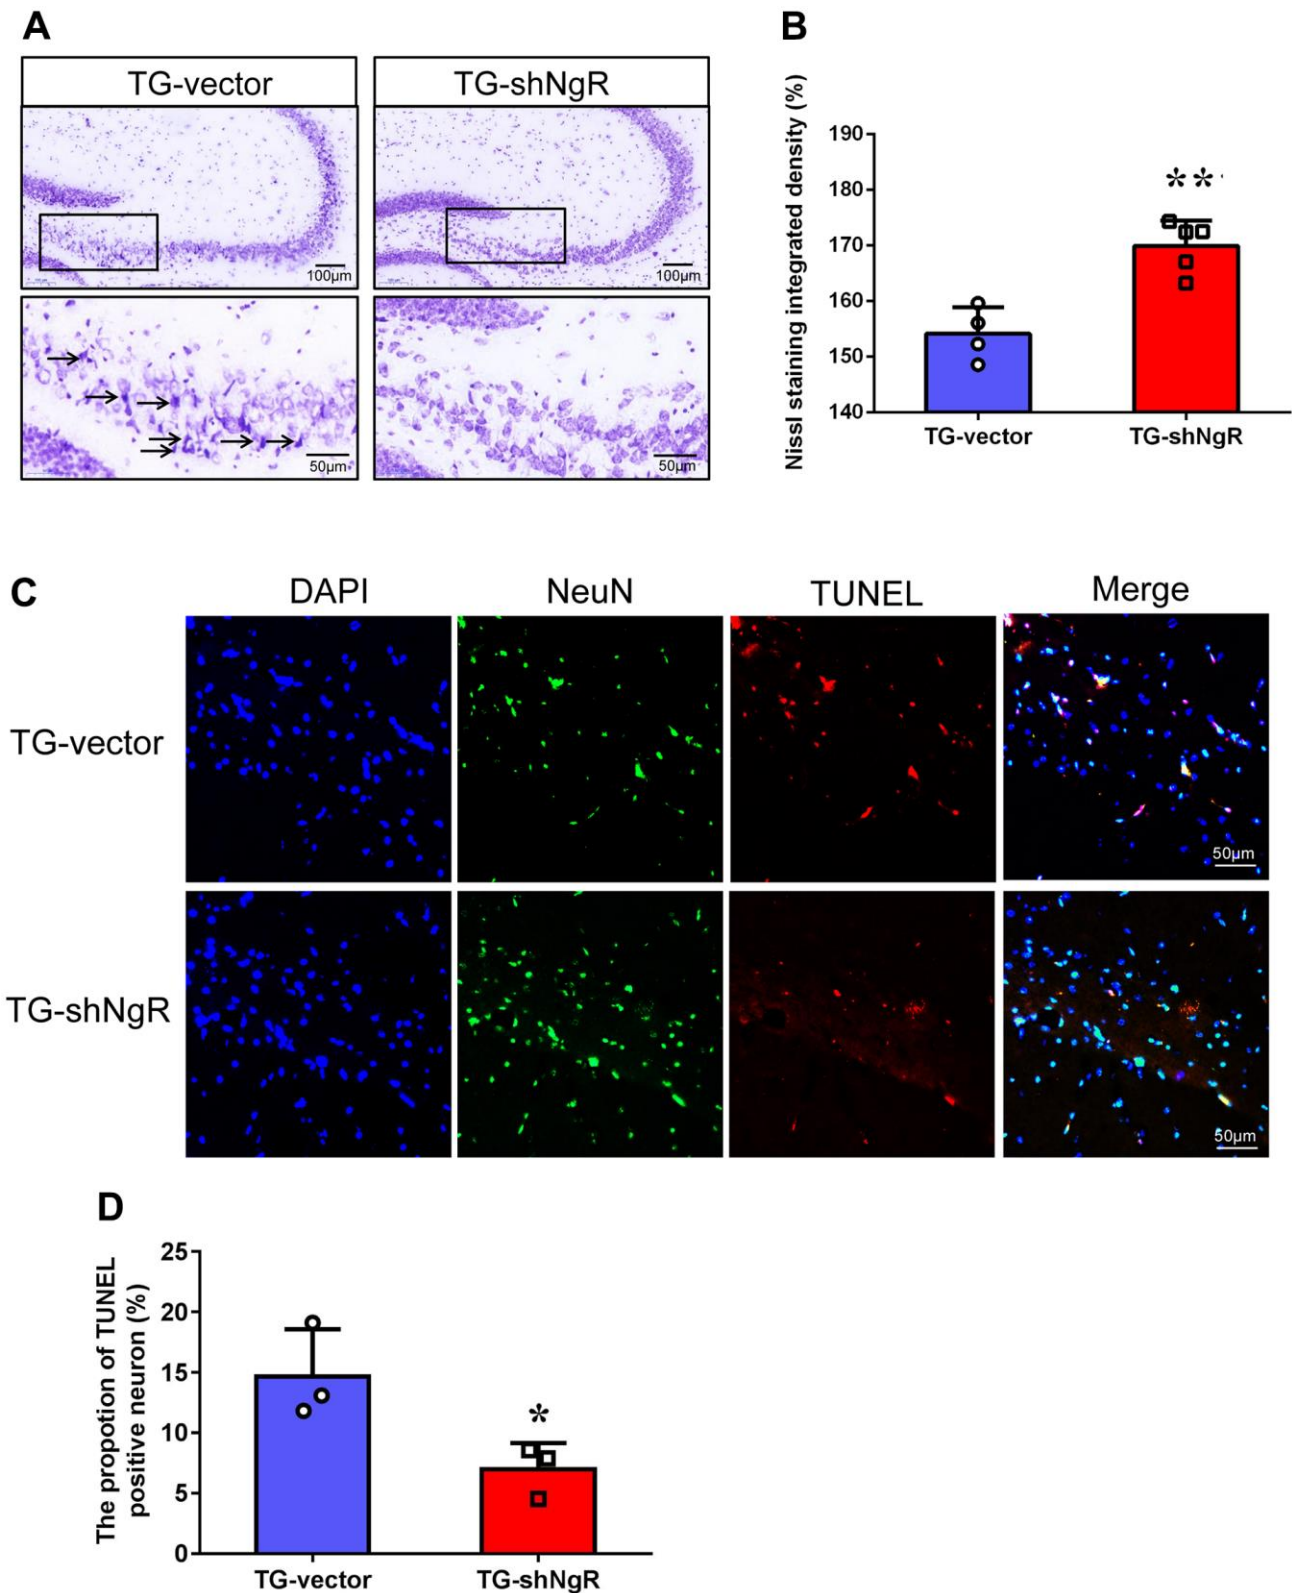 A
TG-vector
TG-shNgR
100μm
100μm
50μm
50μm
B
Nissl staining integrated density (%)
190
180
170
160
150
140
**
TG-vector
TG-shNgR
C
DAPI
NeuN
TUNEL
Merge
TG-vector
50μm
TG-shNgR
50μm
D
The propotion of TUNEL
positive neuron (%)
25
20
15
10
5
0
*
TG-vector
TG-shNgR